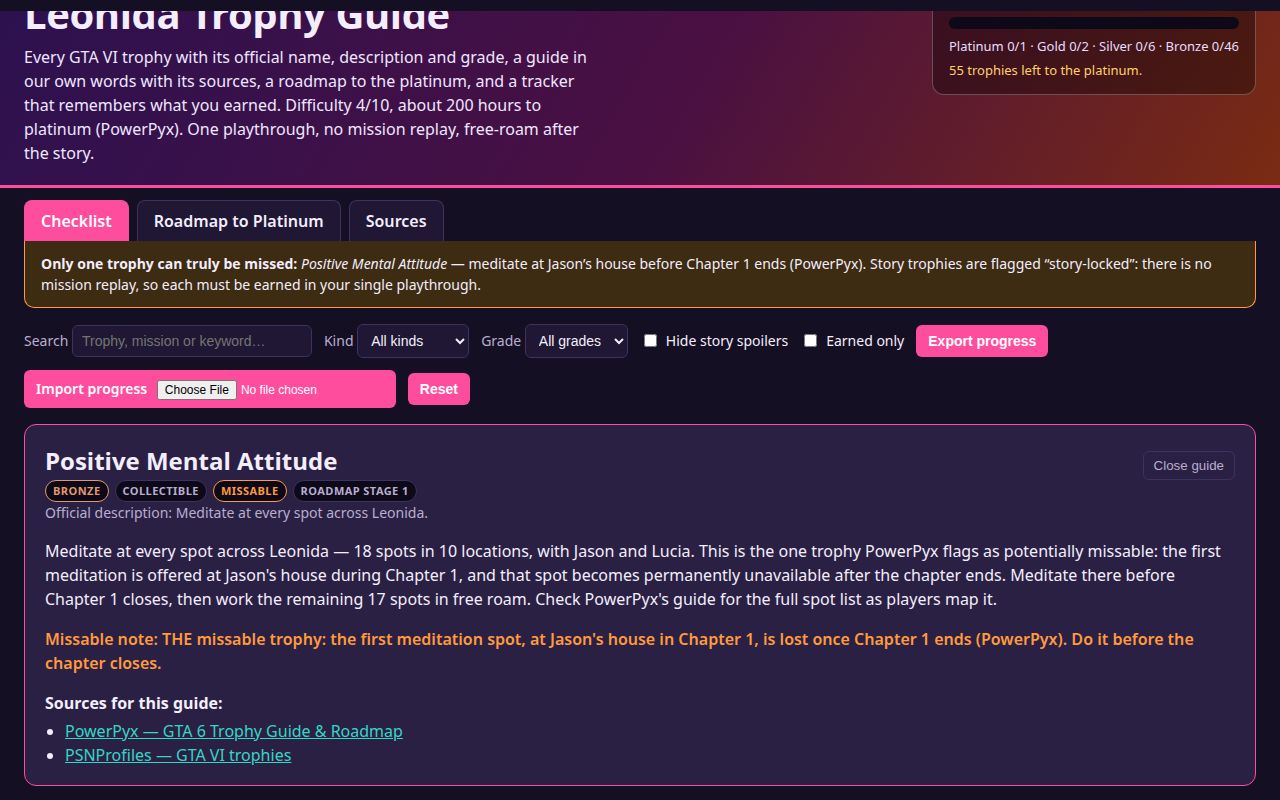 Leonida Trophy Guide
Every GTA VI trophy with its official name, description and grade, a guide in
our own words with its sources, a roadmap to the platinum, and a tracker
that remembers what you earned. Difficulty 4/10, about 200 hours to
platinum (PowerPyx). One playthrough, no mission replay, free-roam after
the story.
Platinum 0/1 · Gold 0/2 · Silver 0/6 · Bronze 0/46
55 trophies left to the platinum.
Checklist
Roadmap to Platinum
Sources
Only one trophy can truly be missed: Positive Mental Attitude — meditate at Jason’s house before Chapter 1 ends (PowerPyx). Story trophies are flagged “story-locked”: there is no
mission replay, so each must be earned in your single playthrough.
Search Trophy, mission or keyword… Kind All kinds Grade All grades Hide story spoilers Earned only Export progress
Import progress Choose File No file chosen Reset
Positive Mental Attitude
Close guide
BRONZE COLLECTIBLE MISSABLE ROADMAP STAGE 1
Official description: Meditate at every spot across Leonida.
Meditate at every spot across Leonida — 18 spots in 10 locations, with Jason and Lucia. This is the one trophy PowerPyx flags as potentially missable: the first
meditation is offered at Jason's house during Chapter 1, and that spot becomes permanently unavailable after the chapter ends. Meditate there before
Chapter 1 closes, then work the remaining 17 spots in free roam. Check PowerPyx's guide for the full spot list as players map it.
Missable note: THE missable trophy: the first meditation spot, at Jason's house in Chapter 1, is lost once Chapter 1 ends (PowerPyx). Do it before the
chapter closes.
Sources for this guide:
PowerPyx — GTA 6 Trophy Guide & Roadmap
PSNProfiles — GTA VI trophies